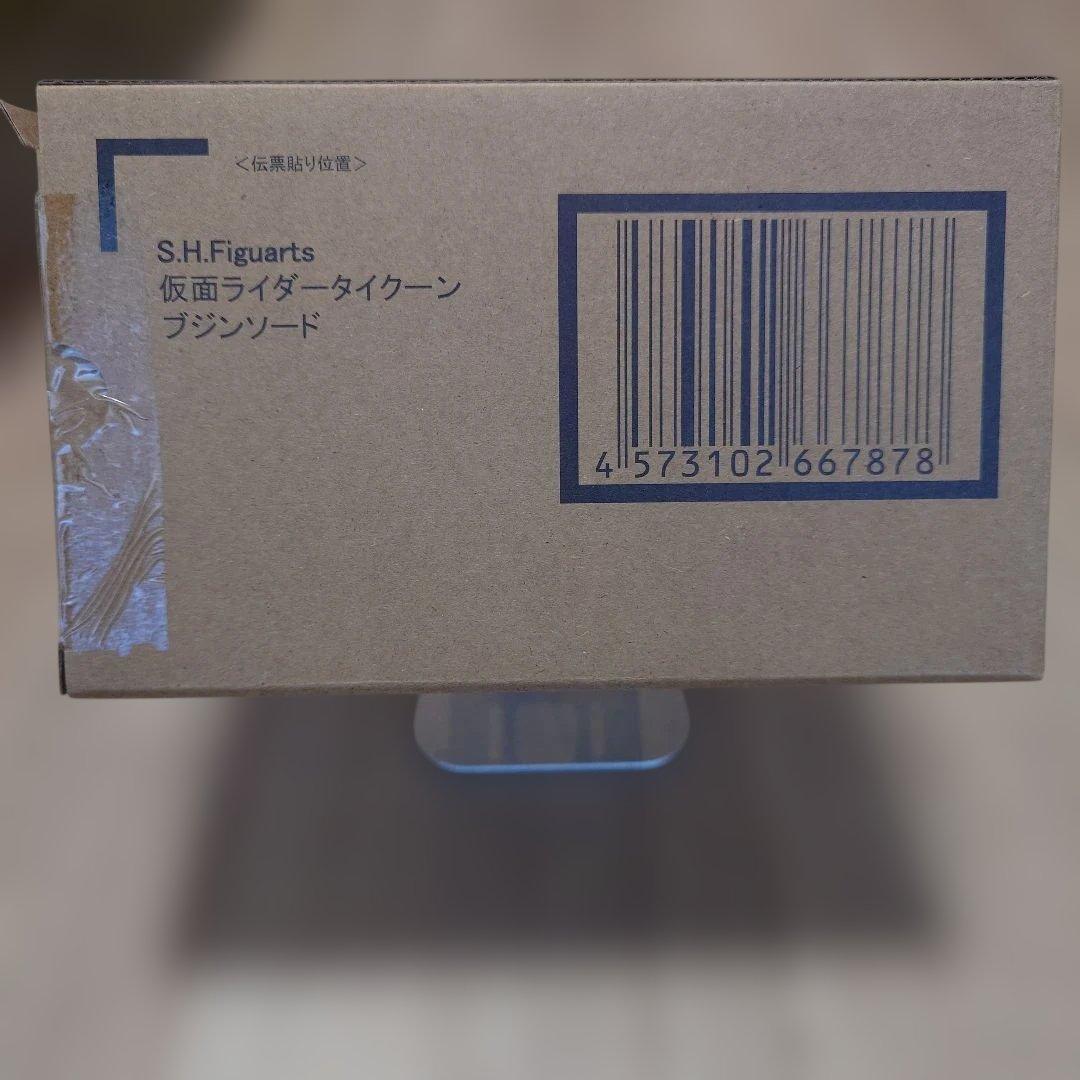 ＜伝票貼り位置＞
S.H.Figuarts
仮面ライダータイクーン
ブジンソード
4 573102 667878